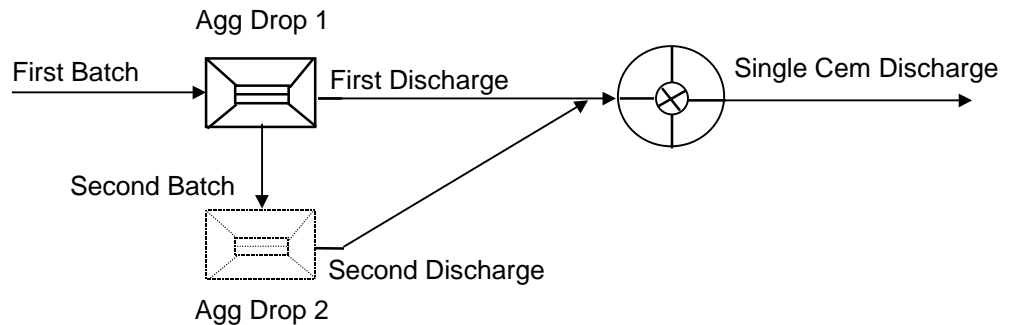 Agg Drop 1
First Batch
First Discharge
Single Cem Discharge
Second Batch
Second Discharge
Agg Drop 2